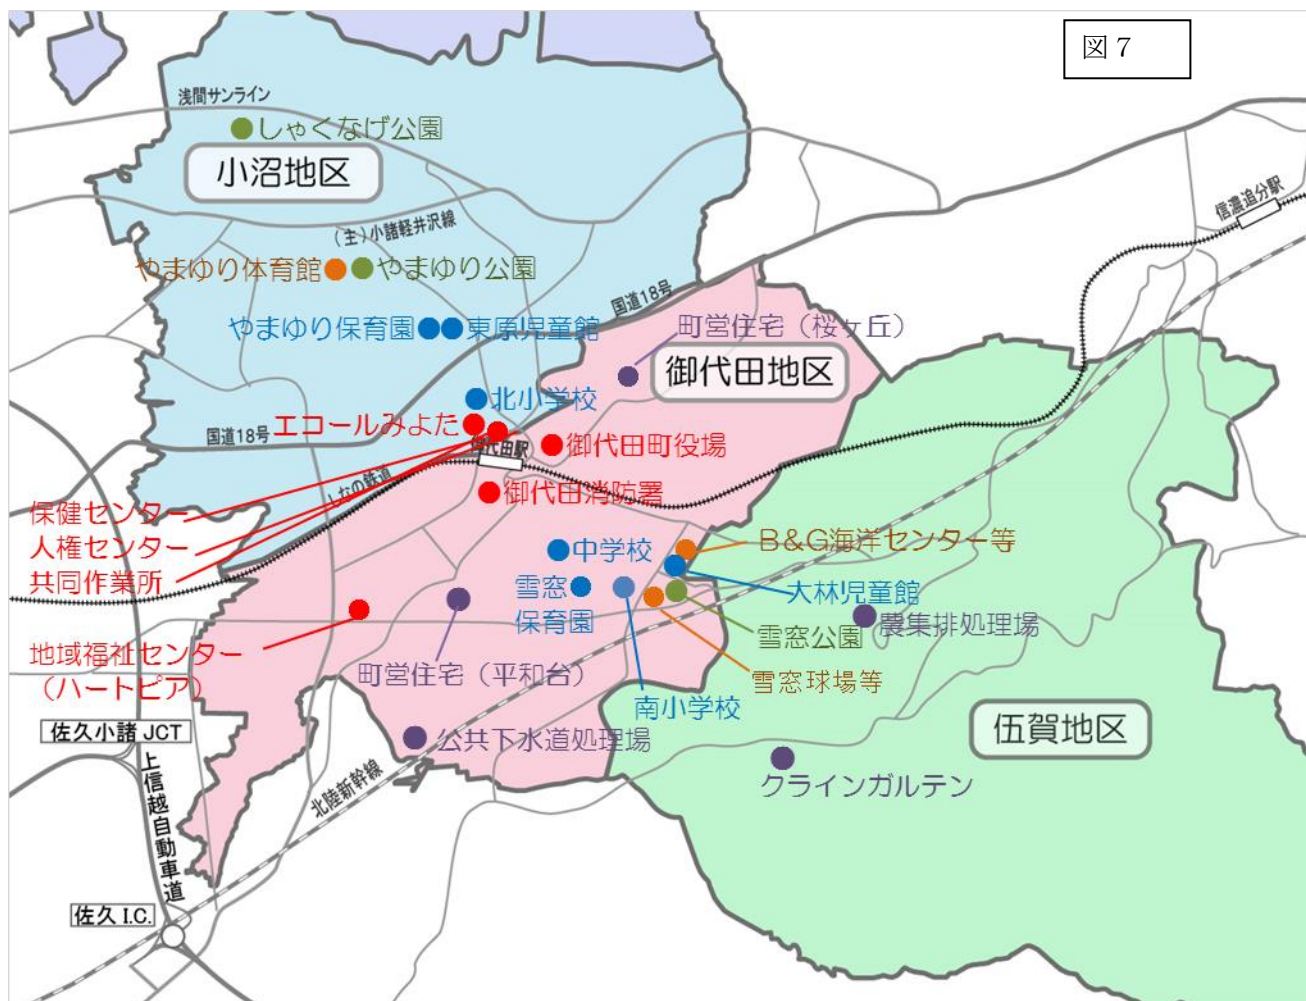 図７
浅間サンライン
しゃくなげ公園
小沼地区
信濃追分駅
（主）小諸軽井沢線
やまゆり体育館
やまゆり公園
国道18号
やまゆり保育園
東原児童館
町営住宅（桜ヶ丘）
御代田地区
北小学校
エコールみよた
国道18号
御代田町役場
御代田駅
しなの鉄道
御代田消防署
保健センター
人権センター
共同作業所
中学校
B&G海洋センター等
雪窓
保育園
大林児童館
農集排処理場
雪窓公園
地域福祉センター
（ハートピア）
町営住宅（平和台）
雪窓球場等
南小学校
佐久小諸JCT
公共下水道処理場
伍賀地区
上信越自動車道
北陸新幹線
クラインガルテン
佐久I.C.